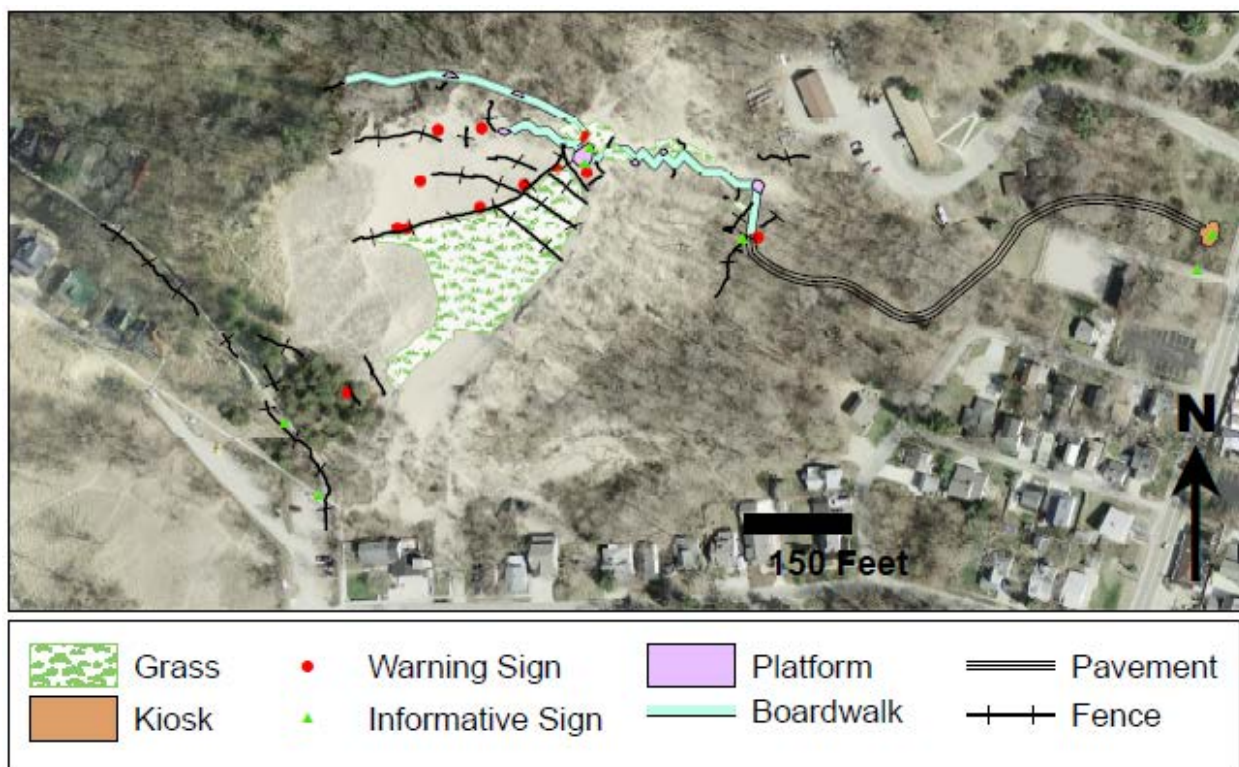 N
150 Feet
Grass
Warning Sign
Platform
Pavement
Kiosk
Informative Sign
Boardwalk
Fence